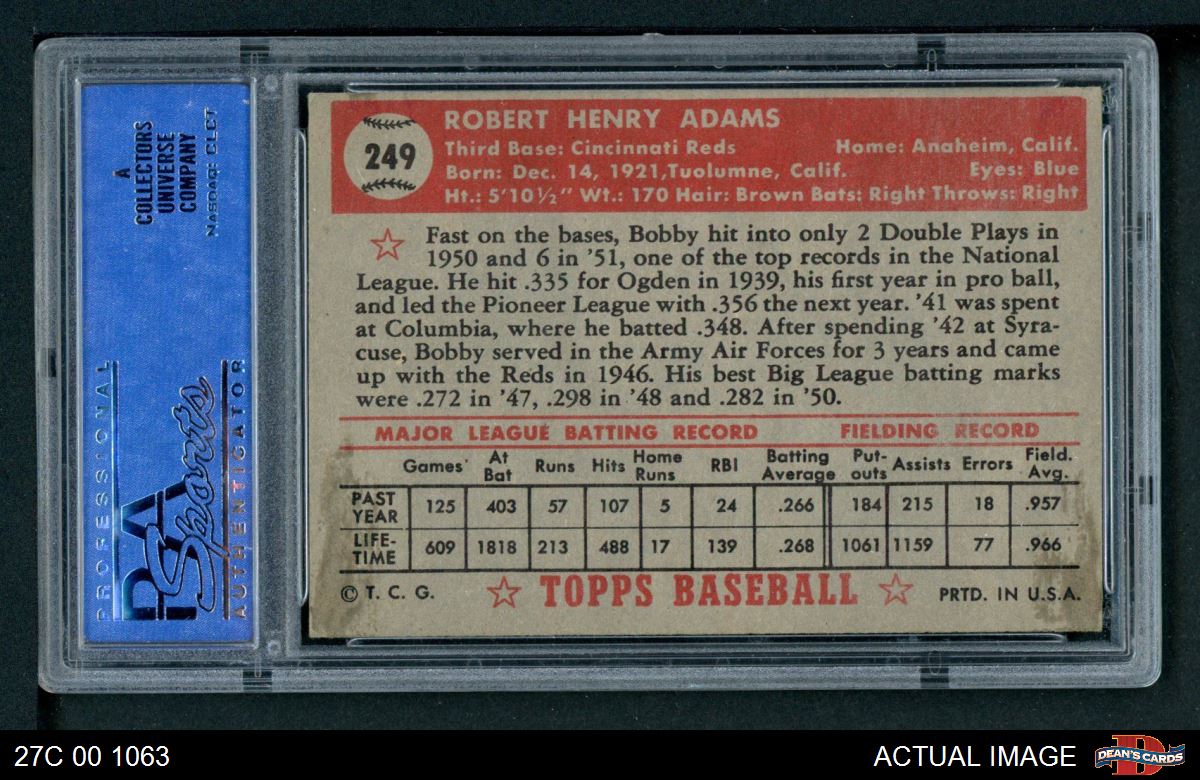 A
COLLECTORS
UNIVERSE
COMPANY
NASDAQ: CLCT
PROFESSIONAL
PSA
Sports
AUTHENTICATOR
249
ROBERT HENRY ADAMS
Third Base: Cincinnati Reds Home: Anaheim, Calif.
Born: Dec. 14, 1921,Tuolumne, Calif. Eyes: Blue
Ht.: 5'10½" Wt.: 170 Hair: Brown Bats: Right Throws: Right
Fast on the bases, Bobby hit into only 2 Double Plays in
1950 and 6 in '51, one of the top records in the National
League. He hit .335 for Ogden in 1939, his first year in pro ball,
and led the Pioneer League with .356 the next year. '41 was spent
at Columbia, where he batted .348. After spending '42 at Syra-
cuse, Bobby served in the Army Air Forces for 3 years and came
up with the Reds in 1946. His best Big League batting marks
were .272 in '47, .298 in '48 and .282 in '50.
MAJOR LEAGUE BATTING RECORD FIELDING RECORD
Games At Bat Runs Hits Home Runs RBI Batting Average Put-outs Assists Errors Field. Avg.
PAST YEAR 125 403 57 107 5 24 .266 184 215 18 .957
LIFE-TIME 609 1818 213 488 17 139 .268 1061 1159 77 .966
© T. C. G. TOPPS BASEBALL PRTD. IN U.S.A.
27C 00 1063 ACTUAL IMAGE DEAN'S CARDS